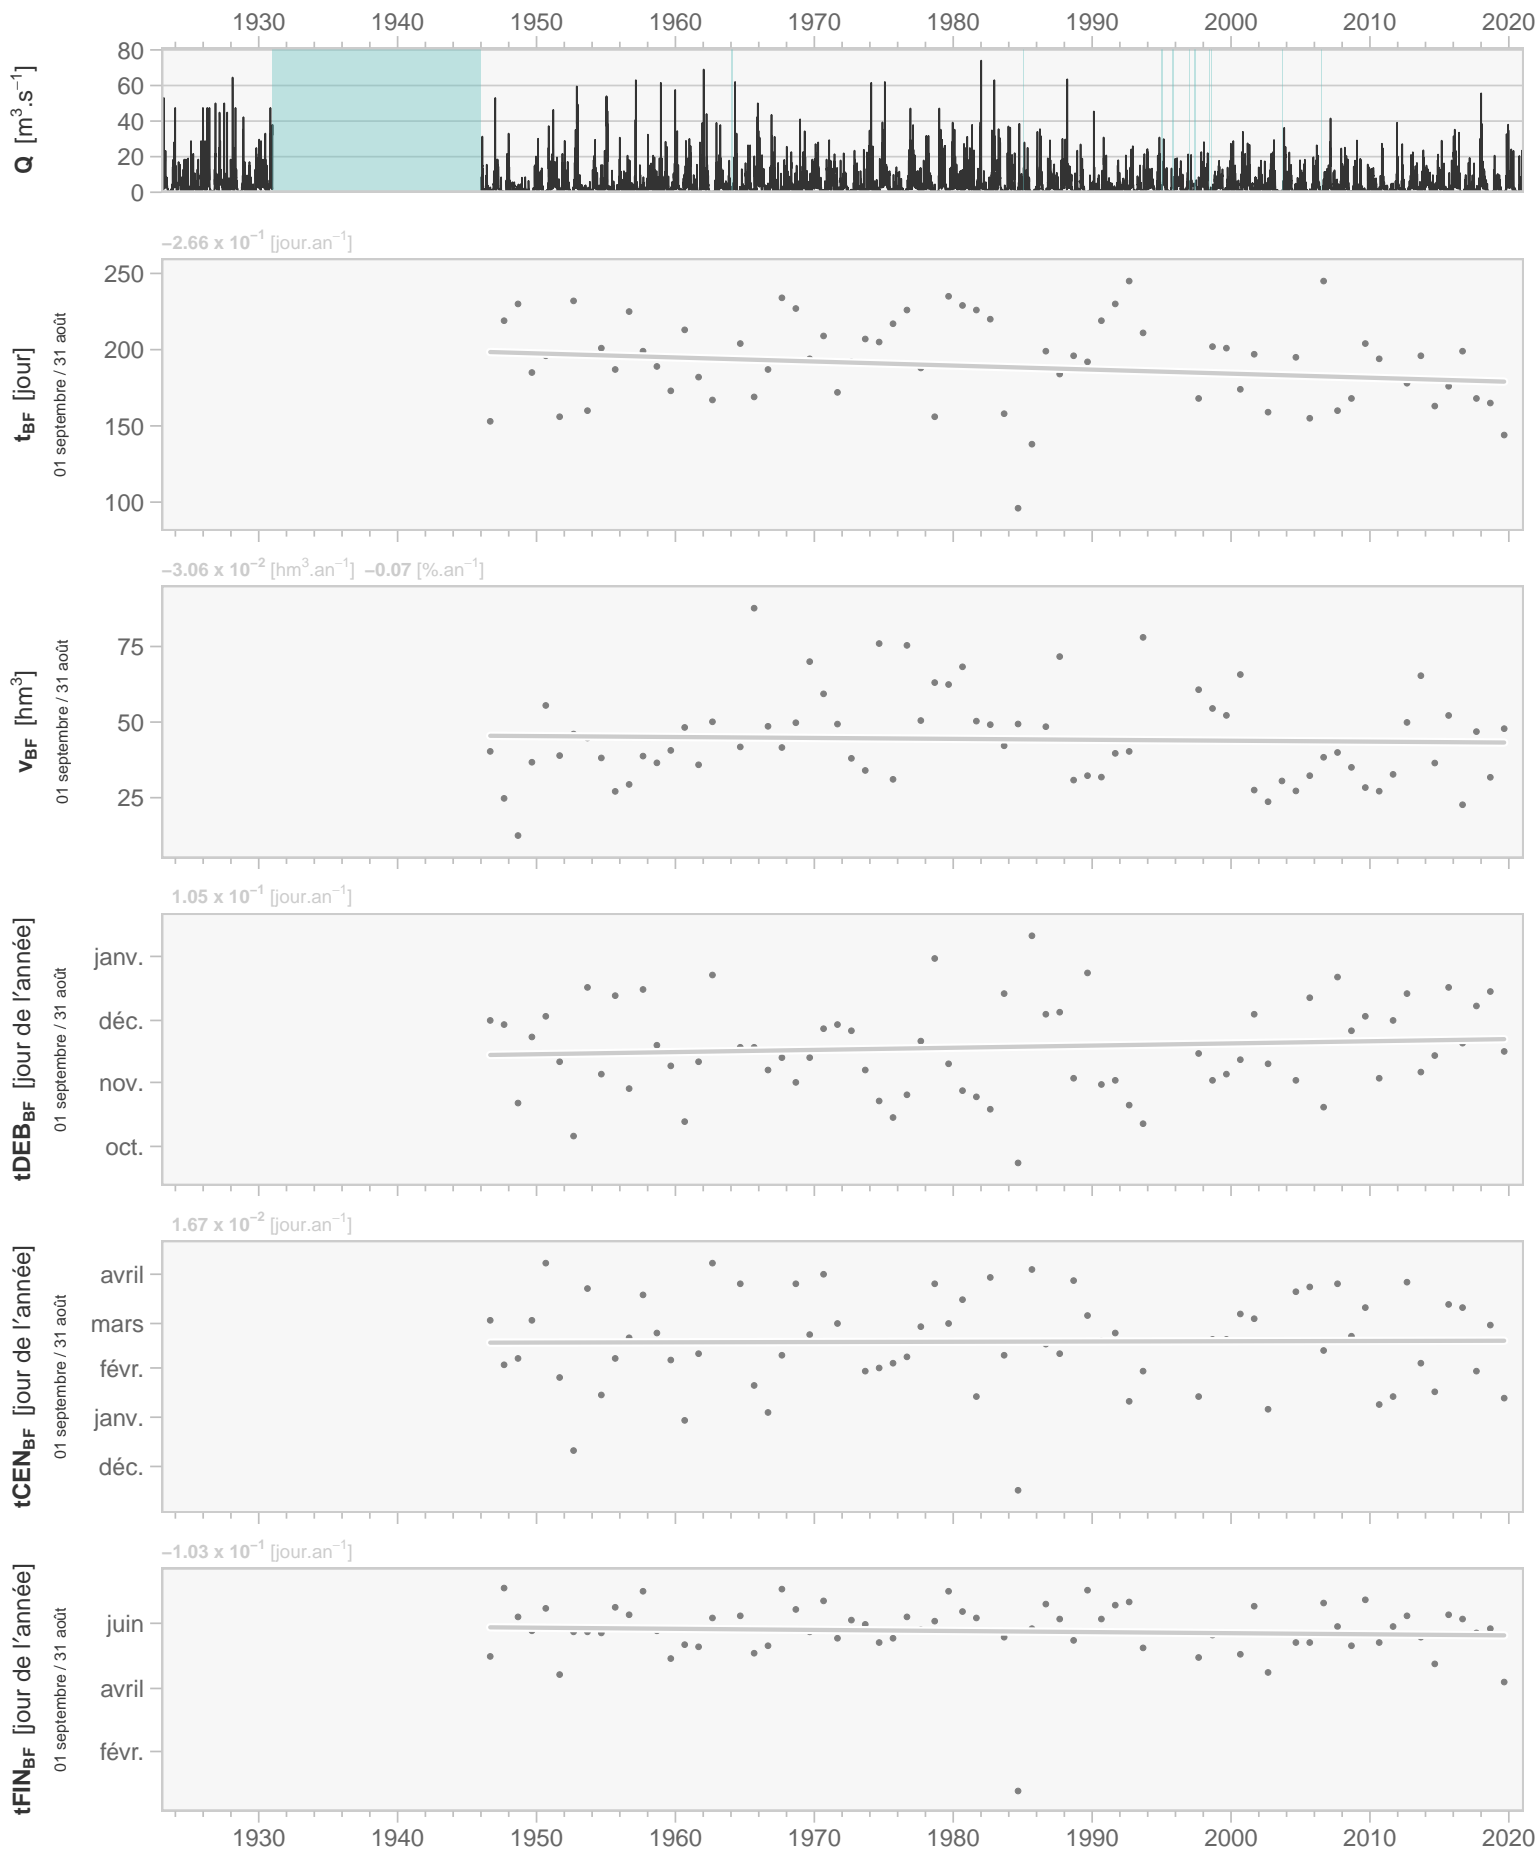 1930 1940 1950 1960 1970 1980 1990 2000 2010 2020
Q [m³.s⁻¹]
80
60
40
20
0
−2.66 x 10⁻¹ [jour.an⁻¹]
t_BF [jour]
01 septembre / 31 août
250
200
150
100
−3.06 x 10⁻² [hm³.an⁻¹] −0.07 [%.an⁻¹]
v_BF [hm³]
01 septembre / 31 août
75
50
25
1.05 x 10⁻¹ [jour.an⁻¹]
tDEB_BF [jour de l'année]
01 septembre / 31 août
janv.
déc.
nov.
oct.
1.67 x 10⁻² [jour.an⁻¹]
tCEN_BF [jour de l'année]
01 septembre / 31 août
avril
mars
févr.
janv.
déc.
−1.03 x 10⁻¹ [jour.an⁻¹]
tFIN_BF [jour de l'année]
01 septembre / 31 août
juin
avril
févr.
1930 1940 1950 1960 1970 1980 1990 2000 2010 2020